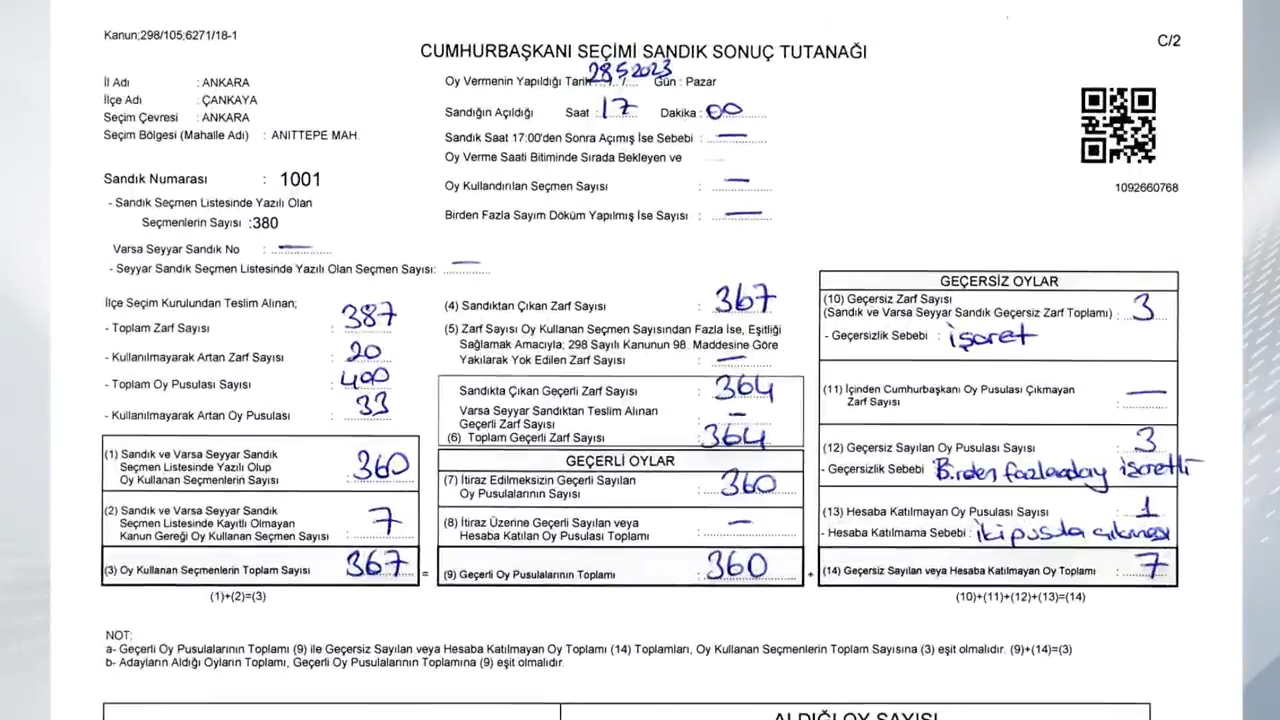 Kanun;298/105;6271/18-1
C/2
CUMHURBAŞKANI SEÇİMİ SANDIK SONUÇ TUTANAĞI
İl Adı : ANKARA
İlçe Adı : ÇANKAYA
Seçim Çevresi : ANKARA
Seçim Bölgesi (Mahalle Adı) : ANITTEPE MAH.
Sandık Numarası : 1001
- Sandık Seçmen Listesinde Yazılı Olan
Seçmenlerin Sayısı :380
Varsa Seyyar Sandık No : —
- Seyyar Sandık Seçmen Listesinde Yazılı Olan Seçmen Sayısı: —
Oy Vermenin Yapıldığı Tarih 28 5 2023 Gün : Pazar
Sandığın Açıldığı Saat : 17 Dakika : 00
Sandık Saat 17:00'den Sonra Açımış İse Sebebi : —
Oy Verme Saati Bitiminde Sırada Bekleyen ve
Oy Kullandırılan Seçmen Sayısı : —
Birden Fazla Sayım Döküm Yapılmış İse Sayısı : —
1092660768
İlçe Seçim Kurulundan Teslim Alınan;
- Toplam Zarf Sayısı : 387
- Kullanılmayarak Artan Zarf Sayısı : 20
- Toplam Oy Pusulası Sayısı : 400
- Kullanılmayarak Artan Oy Pusulası : 33
(1) Sandık ve Varsa Seyyar Sandık
Seçmen Listesinde Yazılı Olup
Oy Kullanan Seçmenlerin Sayısı : 360
(2) Sandık ve Varsa Seyyar Sandık
Seçmen Listesinde Kayıtlı Olmayan
Kanun Gereği Oy Kullanan Seçmen Sayısı : 7
(3) Oy Kullanan Seçmenlerin Toplam Sayısı : 367 =
(1)+(2)=(3)
(4) Sandıktan Çıkan Zarf Sayısı : 367
(5) Zarf Sayısı Oy Kullanan Seçmen Sayısından Fazla İse, Eşitliği
Sağlamak Amacıyla; 298 Sayılı Kanunun 98. Maddesine Göre
Yakılarak Yok Edilen Zarf Sayısı : —
Sandıkta Çıkan Geçerli Zarf Sayısı : 364
Varsa Seyyar Sandıktan Teslim Alınan
Geçerli Zarf Sayısı : —
(6) Toplam Geçerli Zarf Sayısı : 364
GEÇERLİ OYLAR
(7) İtiraz Edilmeksizin Geçerli Sayılan
Oy Pusulalarının Sayısı : 360
(8) İtiraz Üzerine Geçerli Sayılan veya
Hesaba Katılan Oy Pusulası Toplamı : —
(9) Geçerli Oy Pusulalarının Toplamı : 360 +
GEÇERSİZ OYLAR
(10) Geçersiz Zarf Sayısı
(Sandık ve Varsa Seyyar Sandık Geçersiz Zarf Toplamı) : 3
- Geçersizlik Sebebi : işaret
(11) İçinden Cumhurbaşkanı Oy Pusulası Çıkmayan
Zarf Sayısı : —
(12) Geçersiz Sayılan Oy Pusulası Sayısı : 3
- Geçersizlik Sebebi : Birden fazla aday işaretli
(13) Hesaba Katılmayan Oy Pusulası Sayısı : 1
- Hesaba Katılmama Sebebi : iki pusula çıkması
(14) Geçersiz Sayılan veya Hesaba Katılmayan Oy Toplamı : 7
(10)+(11)+(12)+(13)=(14)
NOT;
a- Geçerli Oy Pusulalarının Toplamı (9) ile Geçersiz Sayılan veya Hesaba Katılmayan Oy Toplamı (14) Toplamları, Oy Kullanan Seçmenlerin Toplam Sayısına (3) eşit olmalıdır. (9)+(14)=(3)
b- Adayların Aldığı Oyların Toplamı, Geçerli Oy Pusulalarının Toplamına (9) eşit olmalıdır.
ALDIĞI OY SAYISI